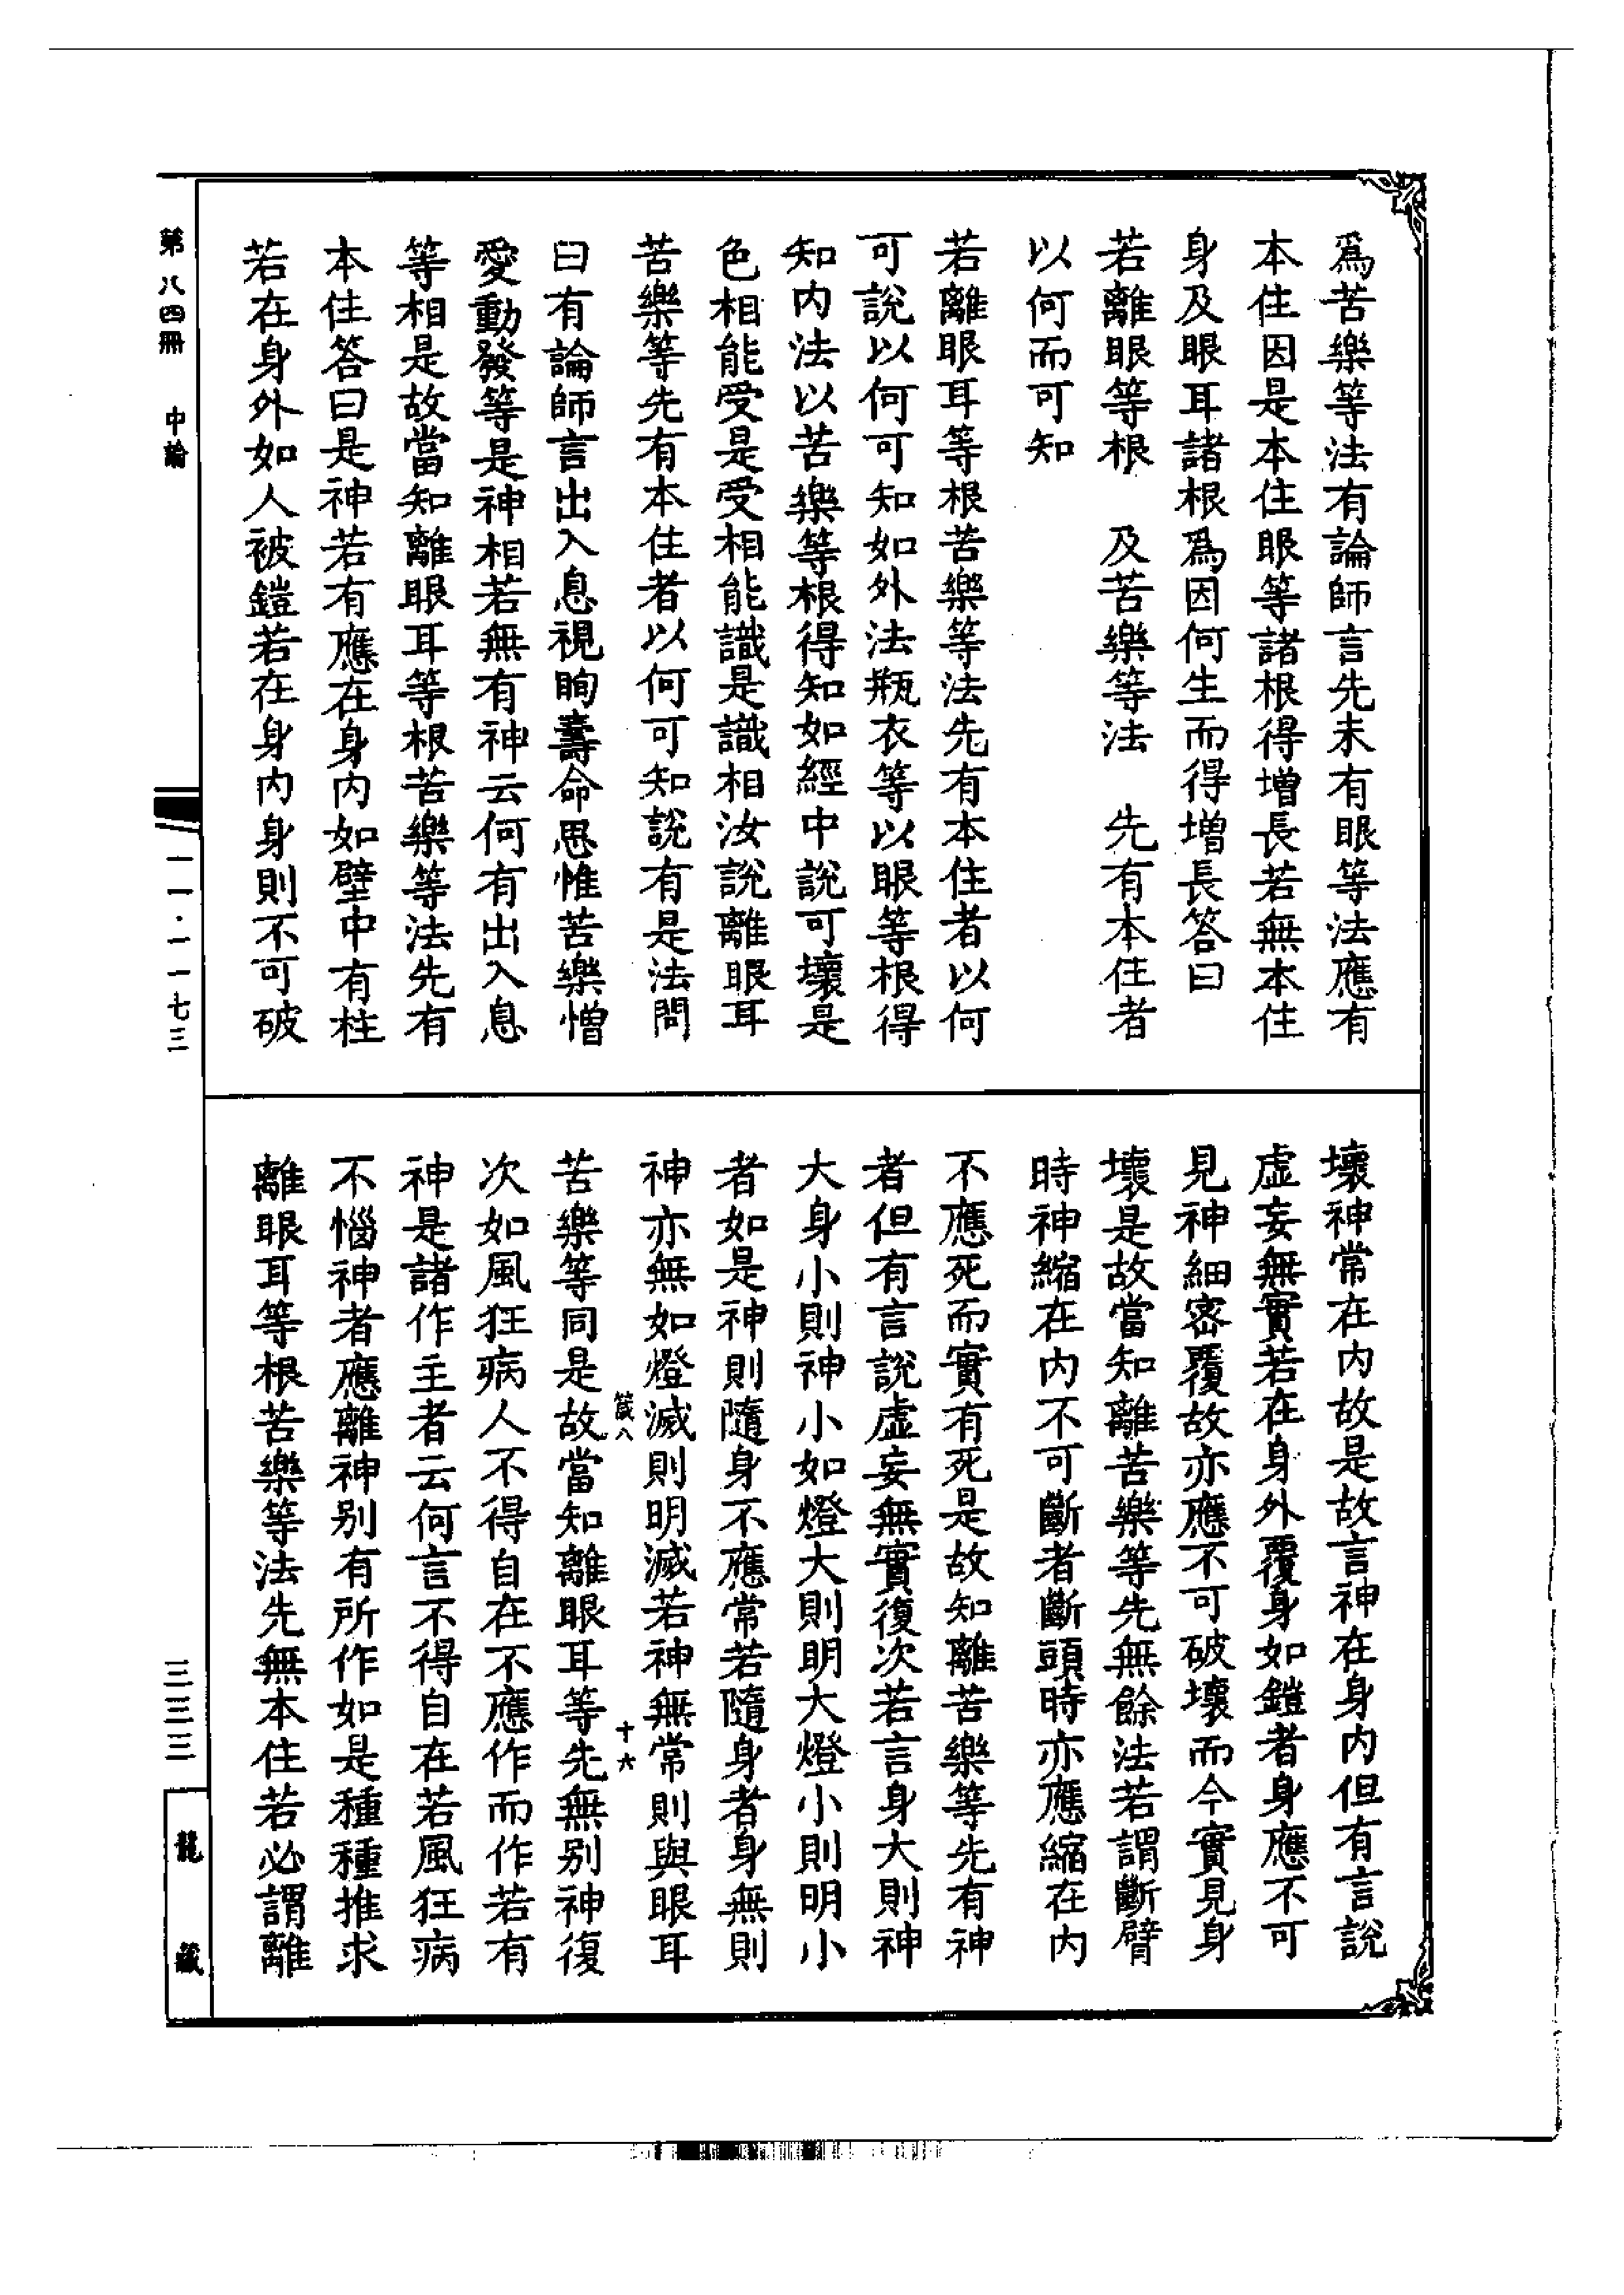 爲苦樂等法有論師言先未有眼等法應有
本住因是本住眼等諸根得增長若無本住
身及眼耳諸根爲因何生而得增長答曰
若離眼等根　及苦樂等法　先有本住者
以何而可知
若離眼耳等根苦樂等法先有本住者以何
可說以何可知如外法瓶衣等以眼等根得
知內法以苦樂等根得知如經中說可壞是
色相能受是受相能識是識相汝說離眼耳
苦樂等先有本住者以何可知說有是法問
曰有論師言出入息視眴壽命思惟苦樂憎
愛動發等是神相若無有神云何有出入息
等相是故當知離眼耳等根苦樂等法先有
本住答曰是神若有應在身內如壁中有柱
若在身外如人被鎧若在身內身則不可破
壞神常在內故是故言神在身內但有言說
虛妄無實若在身外覆身如鎧者身應不可
見神細密覆故亦應不可破壞而今實見身
壞是故當知離苦樂等先無餘法若謂斷臂
時神縮在內不可斷者斷頭時亦應縮在內
不應死而實有死是故知離苦樂等先有神
者但有言說虛妄無實復次若言身大則神
大身小則神小如燈大則明大燈小則明小
者如是神則隨身不應常若隨身者身無則
神亦無如燈滅則明滅若神無常則與眼耳
箴八　十六
苦樂等同是故當知離眼耳等先無別神復
次如風狂病人不得自在不應作而作若有
神是諸作主者云何言不得自在若風狂病
不惱神者應離神別有所作如是種種推求
離眼耳等根苦樂等法先無本住若必謂離
第八四冊　中論
一一·一一七三
三三三
龍藏